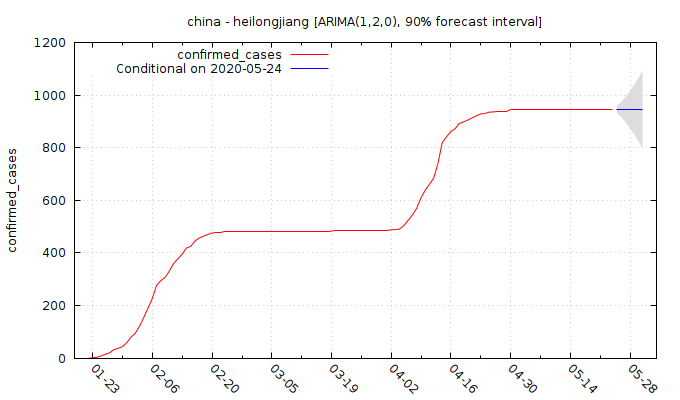 china - heilongjiang [ARIMA(1,2,0), 90% forecast interval]
confirmed_cases
Conditional on 2020-05-24
1200
1000
800
600
400
200
0
confirmed_cases
01-23 02-06 02-20 03-05 03-19 04-02 04-16 04-30 05-14 05-28